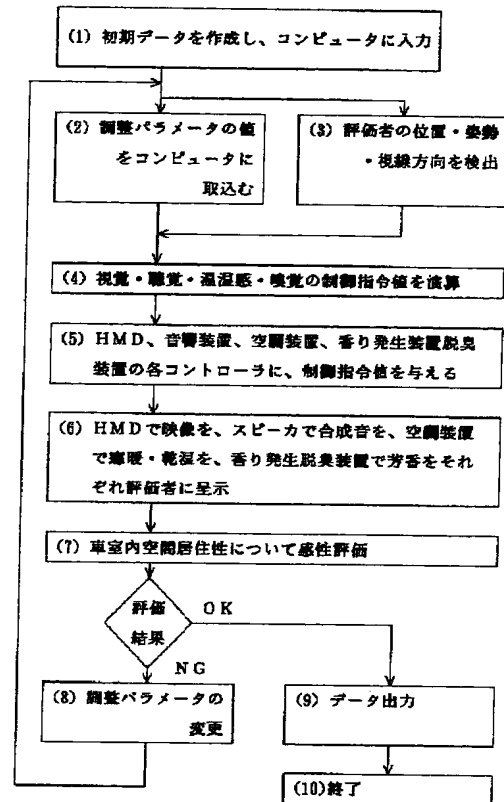 (1) 初期データを作成し、コンピュータに入力
(2) 調整パラメータの値
をコンピュータに
取込む
(3) 評価者の位置・姿勢
・視線方向を検出
(4) 視覚・聴覚・温湿感・嗅覚の制御指令値を演算
(5) HMD、音響装置、空調装置、香り発生装置脱臭
装置の各コントローラに、制御指令値を与える
(6) HMDで映像を、スピーカで合成音を、空調装置
で寒暖・乾湿を、香り発生脱臭装置で芳香をそれ
ぞれ評価者に呈示
(7) 車室内空間居住性について感性評価
評価
結果
OK
NG
(8) 調整パラメータの
変更
(9) データ出力
(10)終了